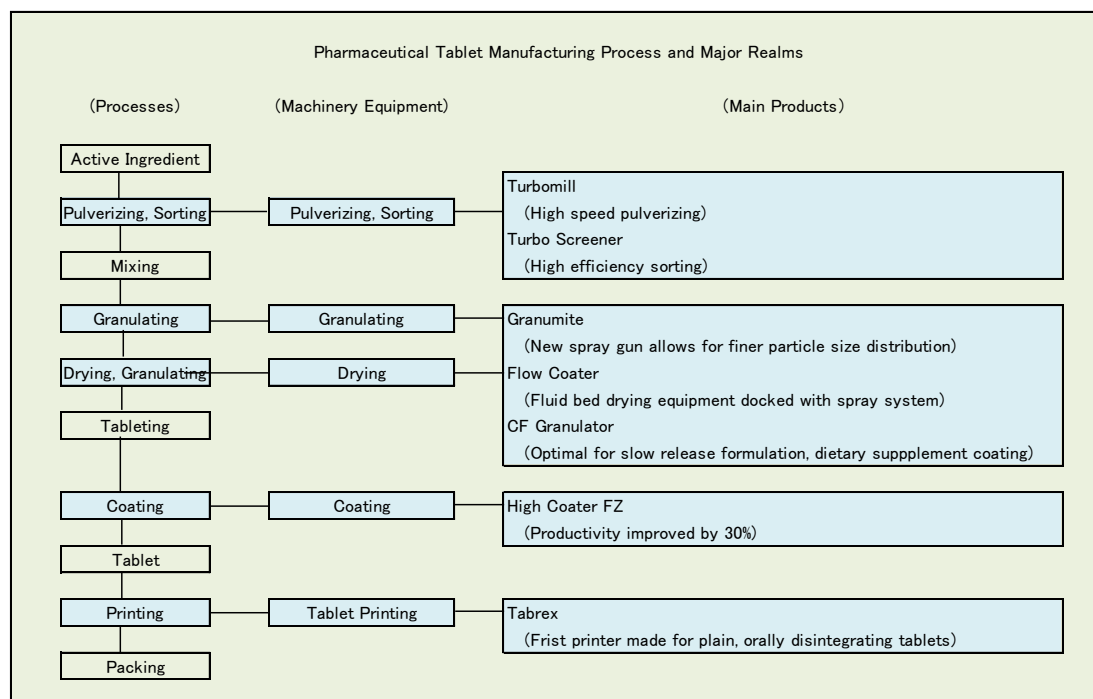 Pharmaceutical Tablet Manufacturing Process and Major Realms
(Processes) (Machinery Equipment) (Main Products)
Active Ingredient
Pulverizing, Sorting
Mixing
Granulating
Drying, Granulating
Tableting
Coating
Tablet
Printing
Packing
Pulverizing, Sorting
Granulating
Drying
Coating
Tablet Printing
Turbomill
(High speed pulverizing)
Turbo Screener
(High efficiency sorting)
Granumite
(New spray gun allows for finer particle size distribution)
Flow Coater
(Fluid bed drying equipment docked with spray system)
CF Granulator
(Optimal for slow release formulation, dietary suppplement coating)
High Coater FZ
(Productivity improved by 30%)
Tabrex
(Frist printer made for plain, orally disintegrating tablets)